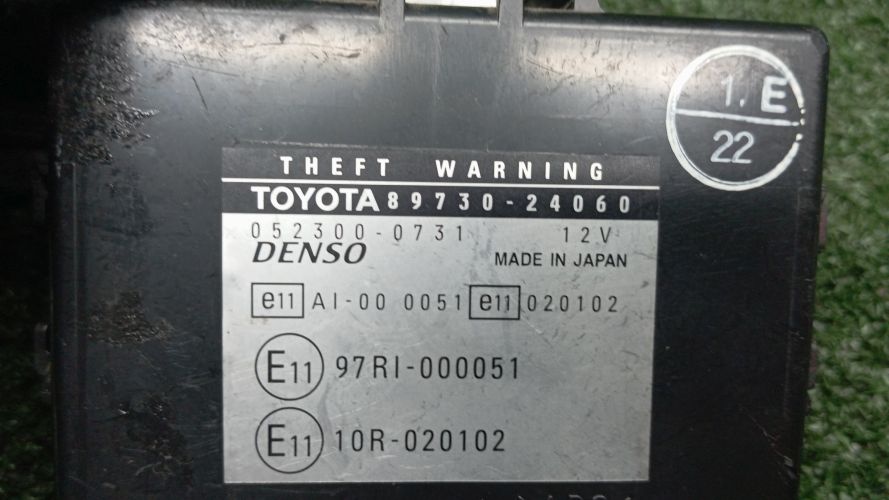 1. E
22
THEFT WARNING
TOYOTA 89730-24060
052300-0731 12V
DENSO MADE IN JAPAN
e11 AI-00 0051 e11 020102
E11 97RI-000051
E11 10R-020102